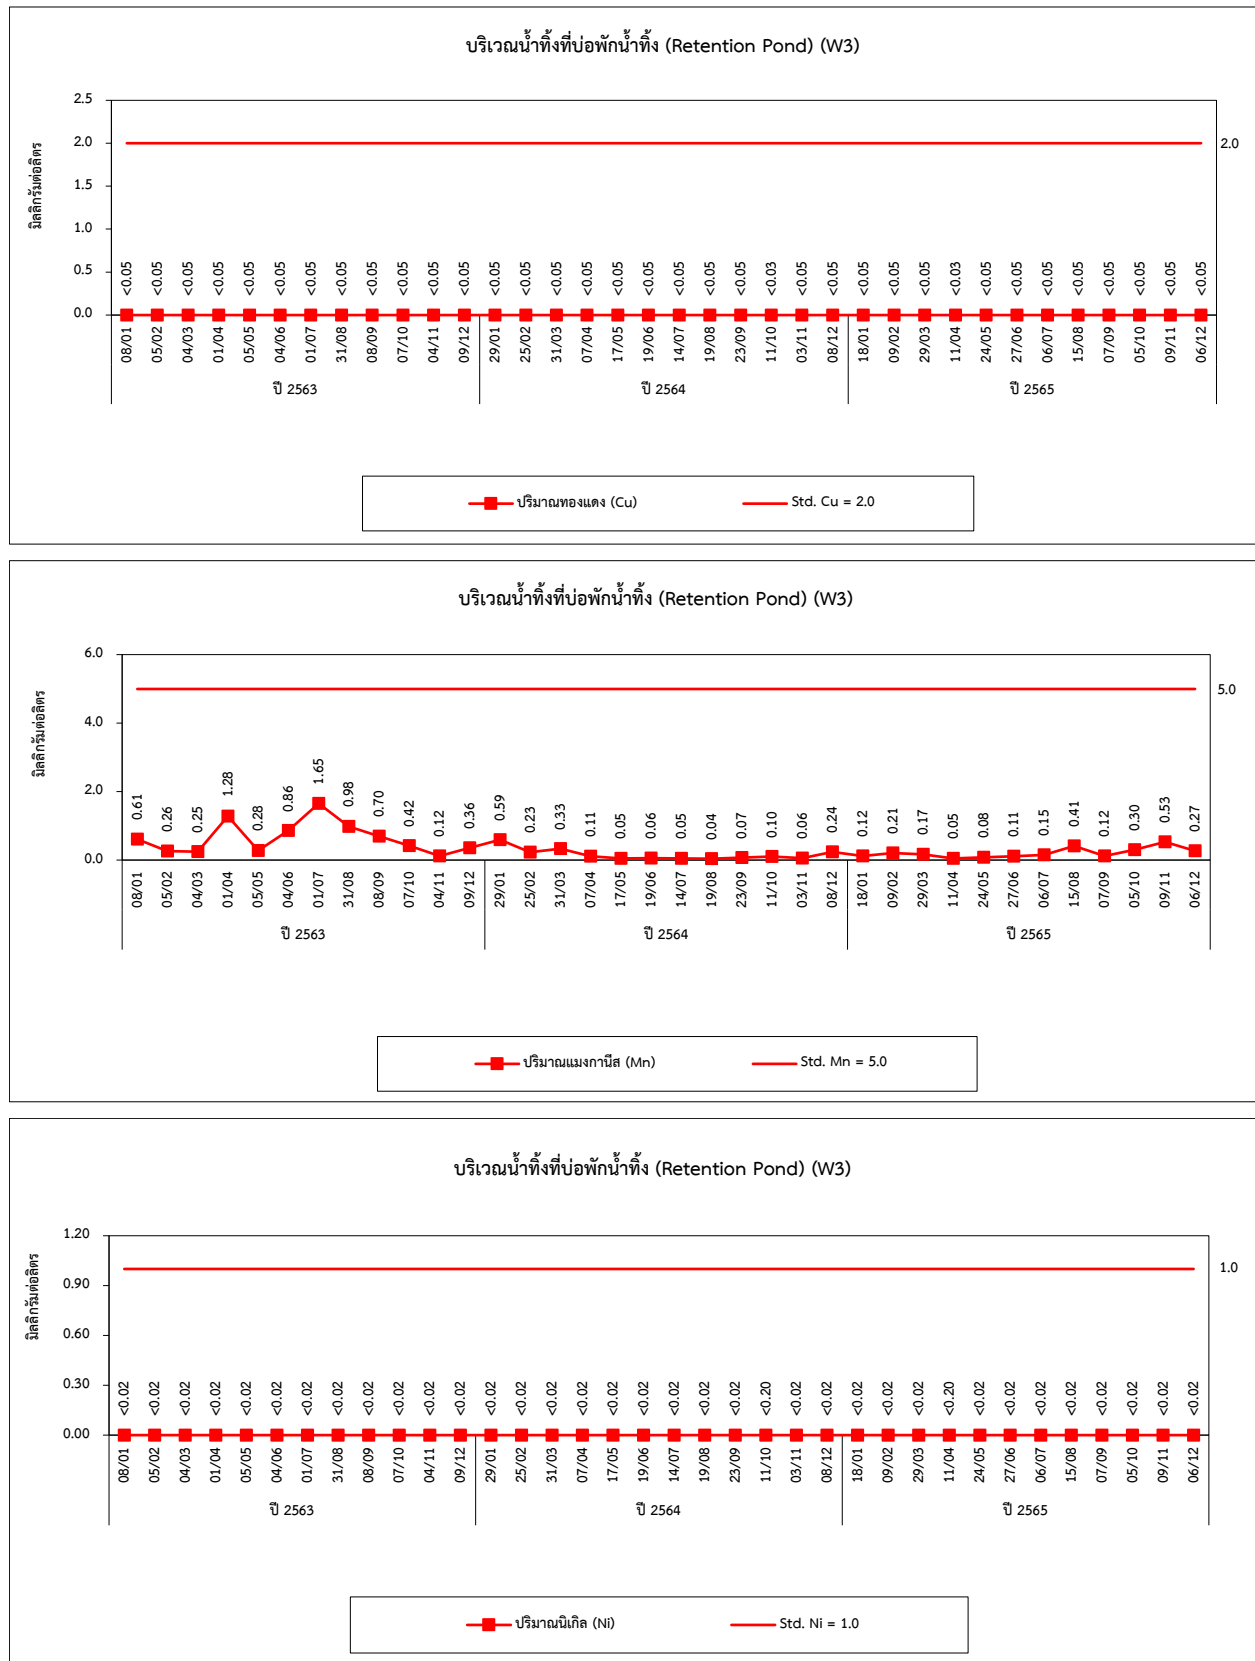 บริเวณน้ำทิ้งที่บ่อพักน้ำทิ้ง (Retention Pond) (W3)
มิลลิกรัมต่อลิตร
2.5
2.0
1.5
1.0
0.5
0.0
2.0
<0.05 <0.05 <0.05 <0.05 <0.05 <0.05 <0.05 <0.05 <0.05 <0.05 <0.05 <0.05 <0.05 <0.05 <0.05 <0.05 <0.05 <0.05 <0.05 <0.05 <0.05 <0.03 <0.05 <0.05 <0.05 <0.05 <0.05 <0.03 <0.05 <0.05 <0.05 <0.05 <0.05 <0.05 <0.05 <0.05
08/01 05/02 04/03 01/04 05/05 04/06 01/07 31/08 08/09 07/10 04/11 09/12 29/01 25/02 31/03 07/04 17/05 19/06 14/07 19/08 23/09 11/10 03/11 08/12 18/01 09/02 29/03 11/04 24/05 27/06 06/07 15/08 07/09 05/10 09/11 06/12
ปี 2563 ปี 2564 ปี 2565
ปริมาณทองแดง (Cu) Std. Cu = 2.0
บริเวณน้ำทิ้งที่บ่อพักน้ำทิ้ง (Retention Pond) (W3)
มิลลิกรัมต่อลิตร
6.0
4.0
2.0
0.0
5.0
0.61 0.26 0.25 1.28 0.28 0.86 1.65 0.98 0.70 0.42 0.12 0.36 0.59 0.23 0.33 0.11 0.05 0.06 0.05 0.04 0.07 0.10 0.06 0.24 0.12 0.21 0.17 0.05 0.08 0.11 0.15 0.41 0.12 0.30 0.53 0.27
08/01 05/02 04/03 01/04 05/05 04/06 01/07 31/08 08/09 07/10 04/11 09/12 29/01 25/02 31/03 07/04 17/05 19/06 14/07 19/08 23/09 11/10 03/11 08/12 18/01 09/02 29/03 11/04 24/05 27/06 06/07 15/08 07/09 05/10 09/11 06/12
ปี 2563 ปี 2564 ปี 2565
ปริมาณแมงกานีส (Mn) Std. Mn = 5.0
บริเวณน้ำทิ้งที่บ่อพักน้ำทิ้ง (Retention Pond) (W3)
มิลลิกรัมต่อลิตร
1.20
0.90
0.60
0.30
0.00
1.0
<0.02 <0.02 <0.02 <0.02 <0.02 <0.02 <0.02 <0.02 <0.02 <0.02 <0.02 <0.02 <0.02 <0.02 <0.02 <0.02 <0.02 <0.02 <0.02 <0.02 <0.02 <0.20 <0.02 <0.02 <0.02 <0.02 <0.02 <0.20 <0.02 <0.02 <0.02 <0.02 <0.02 <0.02 <0.02 <0.02
08/01 05/02 04/03 01/04 05/05 04/06 01/07 31/08 08/09 07/10 04/11 09/12 29/01 25/02 31/03 07/04 17/05 19/06 14/07 19/08 23/09 11/10 03/11 08/12 18/01 09/02 29/03 11/04 24/05 27/06 06/07 15/08 07/09 05/10 09/11 06/12
ปี 2563 ปี 2564 ปี 2565
ปริมาณนิเกิล (Ni) Std. Ni = 1.0